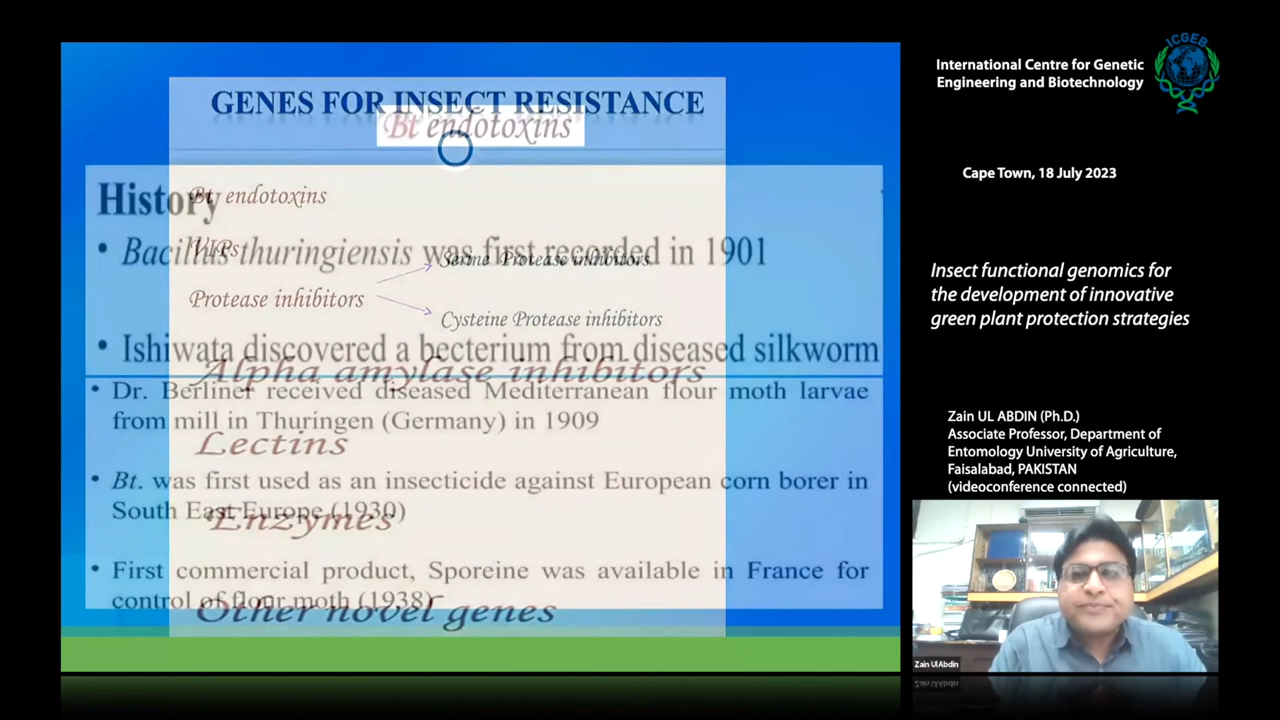 GENES FOR INSECT RESISTANCE
Bt endotoxins
History
Bt endotoxins
• Bacillus thuringiensis was first recorded in 1901
VIPs
Serine Protease inhibitors
Protease inhibitors
Cysteine Protease inhibitors
• Ishiwata discovered a becterium from diseased silkworm
Alpha amylase inhibitors
• Dr. Berliner received diseased Mediterranean flour moth larvae
from mill in Thuringen (Germany) in 1909
Lectins
• Bt. was first used as an insecticide against European corn borer in
South East Europe (1930)
Enzymes
• First commercial product, Sporeine was available in France for
control of flour moth (1938)
Other novel genes
International Centre for Genetic
Engineering and Biotechnology
ICGEB
Cape Town, 18 July 2023
Insect functional genomics for
the development of innovative
green plant protection strategies
Zain UL ABDIN (Ph.D.)
Associate Professor, Department of
Entomology University of Agriculture,
Faisalabad, PAKISTAN
(videoconference connected)
Zain UlAbdin